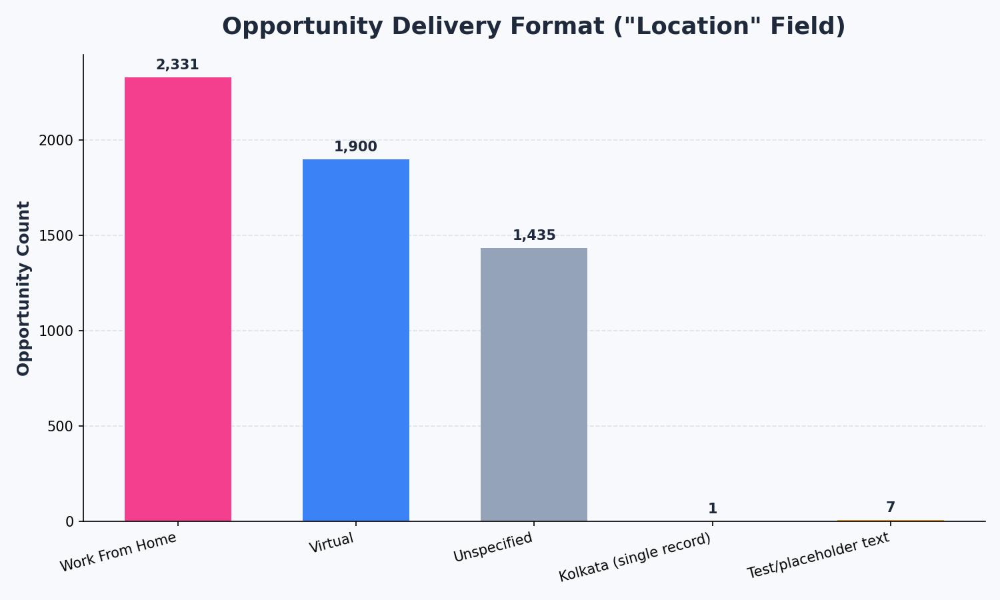 Opportunity Delivery Format ("Location" Field)
2,331
1,900
1,435
1
7
2000
1500
1000
500
0
Opportunity Count
Work From Home
Virtual
Unspecified
Kolkata (single record)
Test/placeholder text